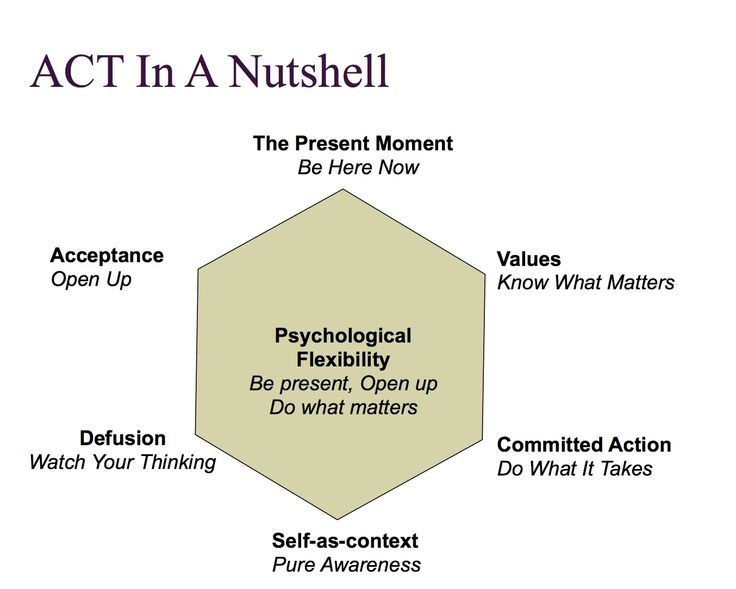 ACT In A Nutshell
The Present Moment
Be Here Now
Acceptance
Open Up
Values
Know What Matters
Psychological
Flexibility
Be present, Open up
Do what matters
Defusion
Watch Your Thinking
Committed Action
Do What It Takes
Self-as-context
Pure Awareness